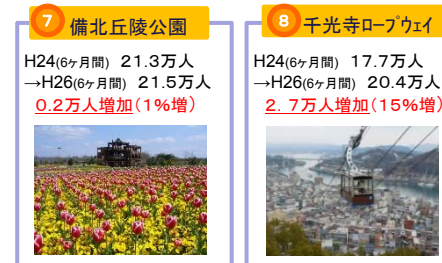 7 備北丘陵公園
H24(6ヶ月間) 21.3万人
→H26(6ヶ月間) 21.5万人
0.2万人増加(1%増)
8 千光寺ロープウェイ
H24(6ヶ月間) 17.7万人
→H26(6ヶ月間) 20.4万人
2.7万人増加(15%増)